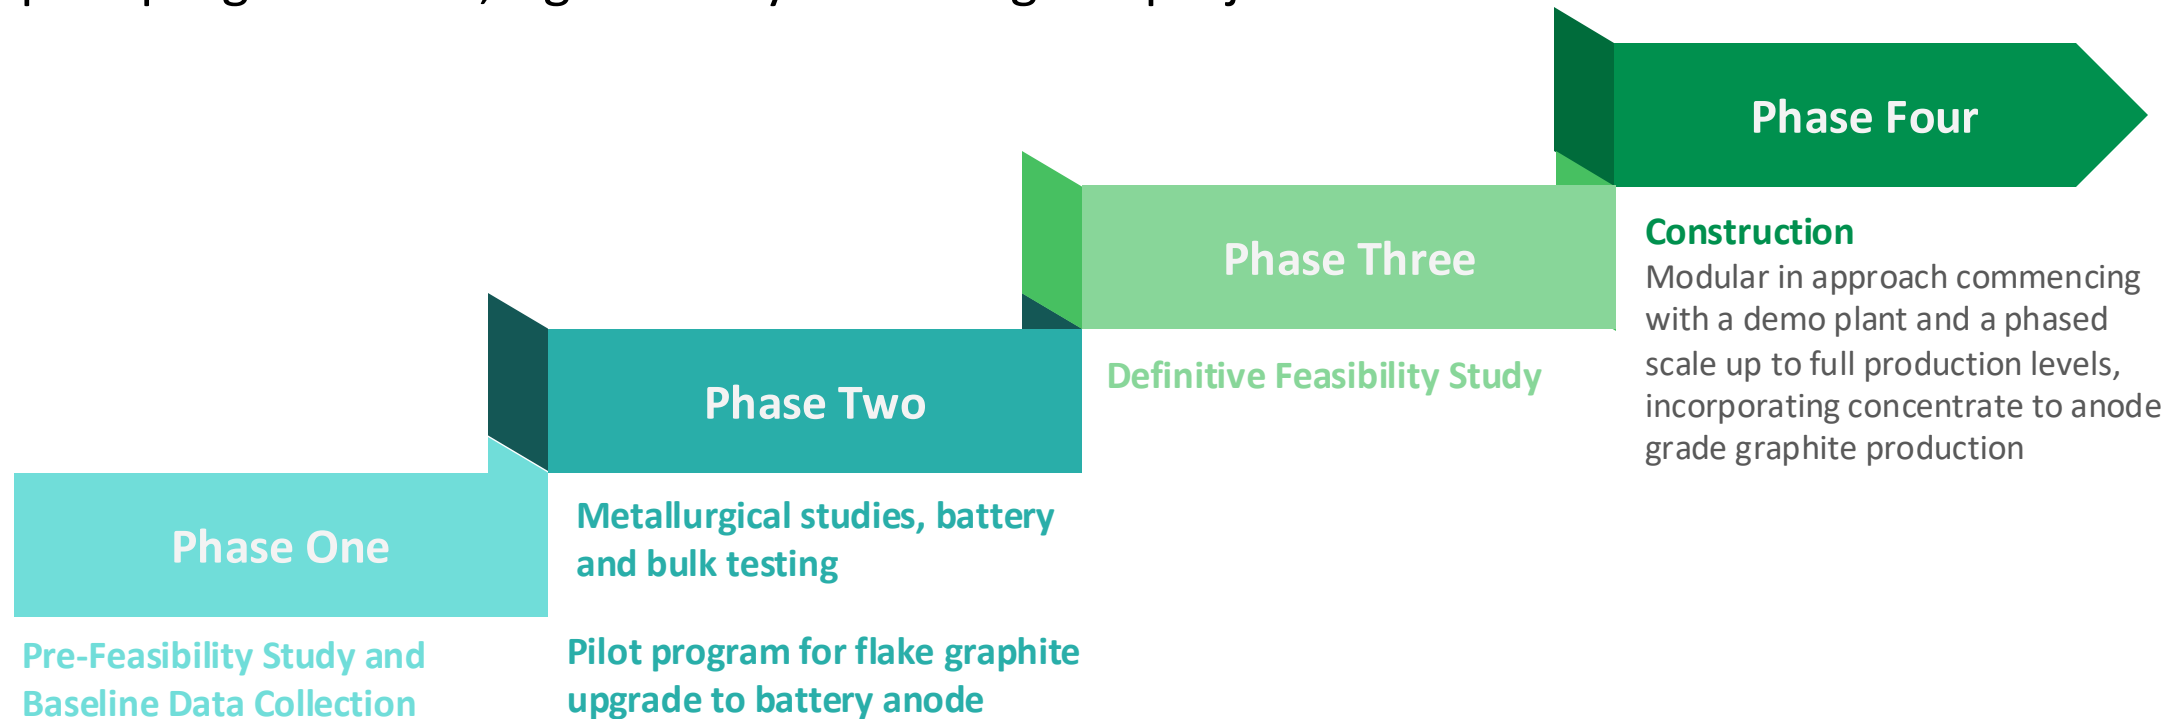 Phase Four
Construction
Modular in approach commencing
with a demo plant and a phased
scale up to full production levels,
incorporating concentrate to anode
grade graphite production
Phase Three
Definitive Feasibility Study
Phase Two
Metallurgical studies, battery
and bulk testing
Pilot program for flake graphite
upgrade to battery anode
Phase One
Pre-Feasibility Study and
Baseline Data Collection